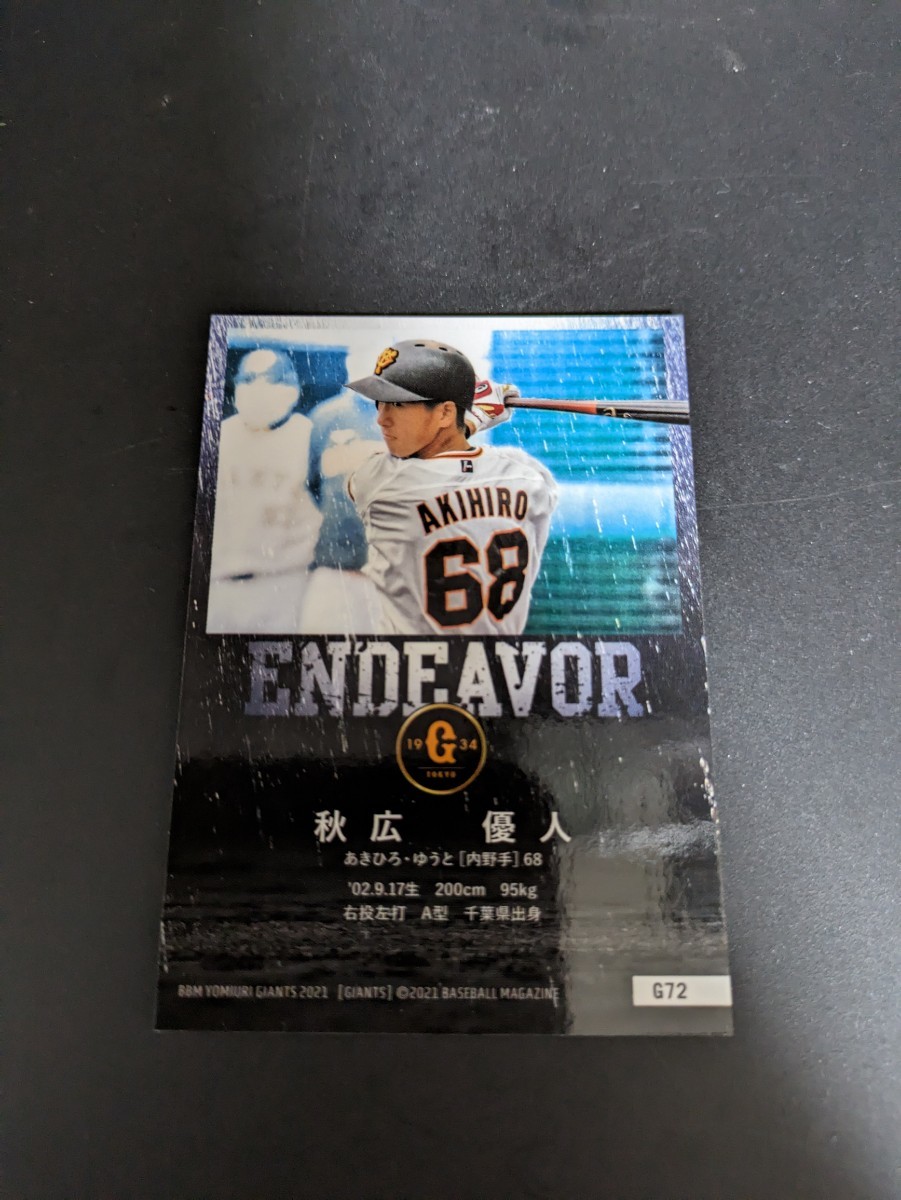 AKIHIRO
68
ENDEAVOR
19 G 34
TOKYO
秋広 優人
あきひろ・ゆうと [内野手] 68
'02.9.17生 200cm 95kg
右投左打 A型 千葉県出身
BBM YOMIURI GIANTS 2021 [GIANTS] ©2021 BASEBALL MAGAZINE
G72